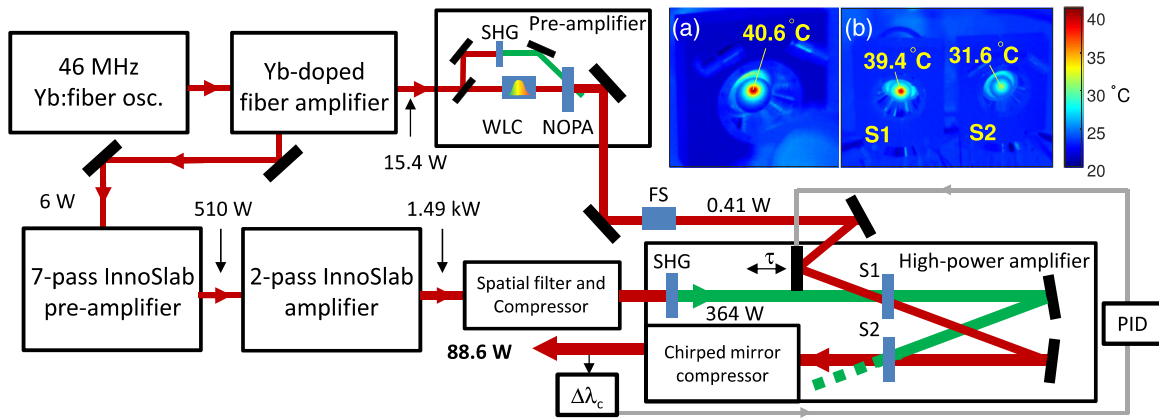 46 MHz
Yb:fiber osc.
Yb-doped
fiber amplifier
15.4 W
Pre-amplifier
SHG
WLC
NOPA
(a)
40.6 °C
(b)
39.4 °C
31.6 °C
S1
S2
40
35
30
25
20
°C
6 W
7-pass InnoSlab
pre-amplifier
510 W
2-pass InnoSlab
amplifier
1.49 kW
Spatial filter and
Compressor
FS
0.41 W
High-power amplifier
SHG
τ
S1
S2
364 W
Chirped mirror
compressor
88.6 W
Δλc
PID